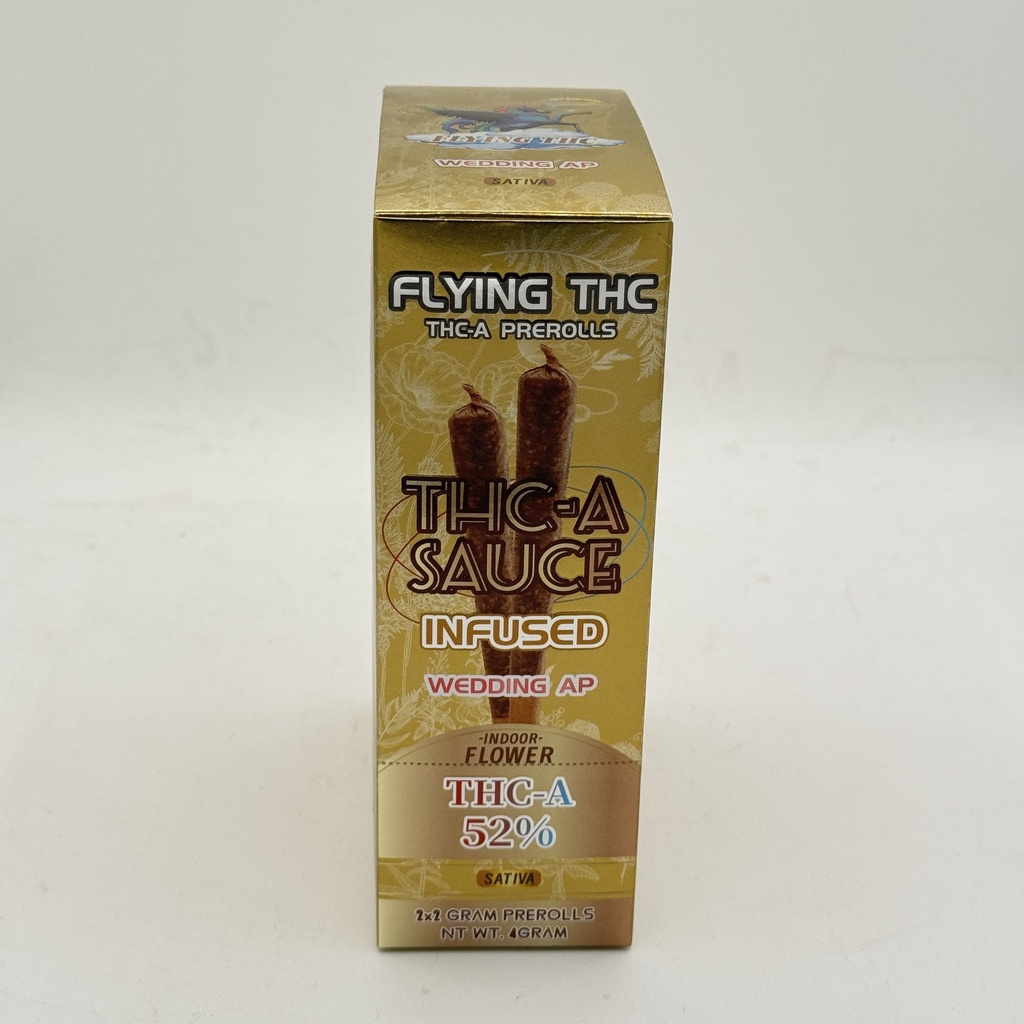 FLYING THC
WEDDING AP
SATIVA
FLYING THC
THC-A PREROLLS
THC-A
SAUCE
INFUSED
WEDDING AP
-INDOOR-
FLOWER
THC-A
52%
SATIVA
2x2 GRAM PREROLLS
NT WT. 4GRAM